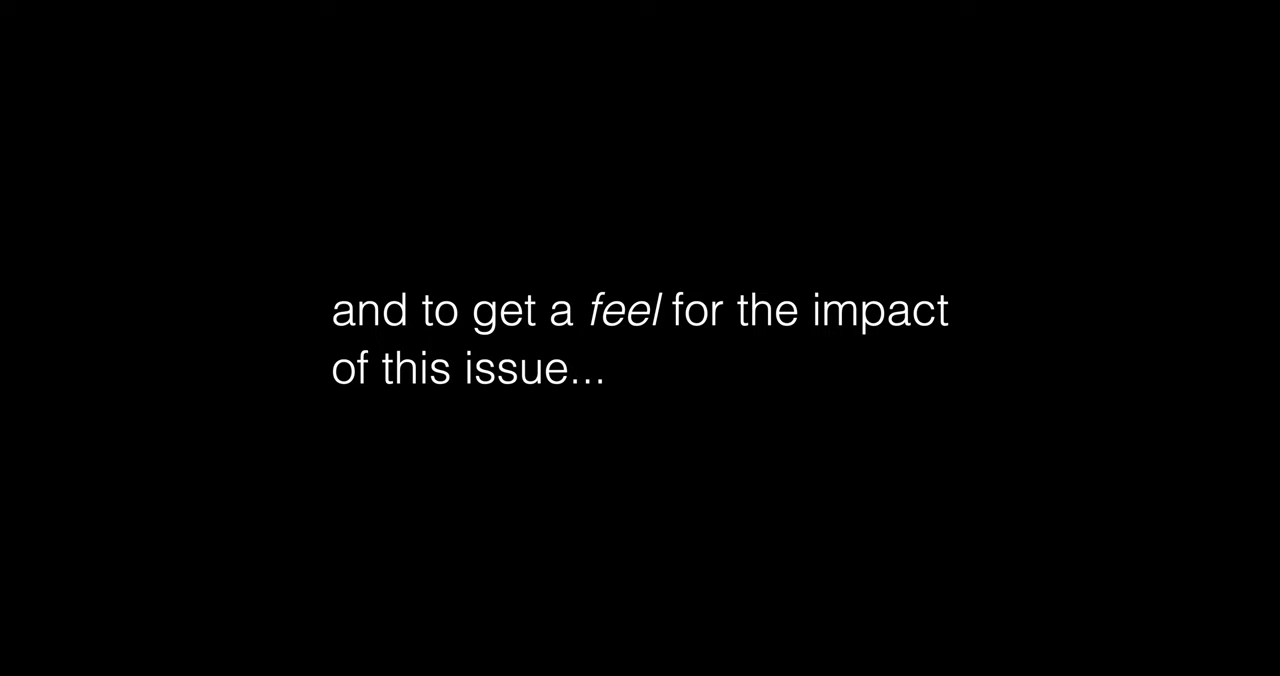 and to get a feel for the impact
of this issue...